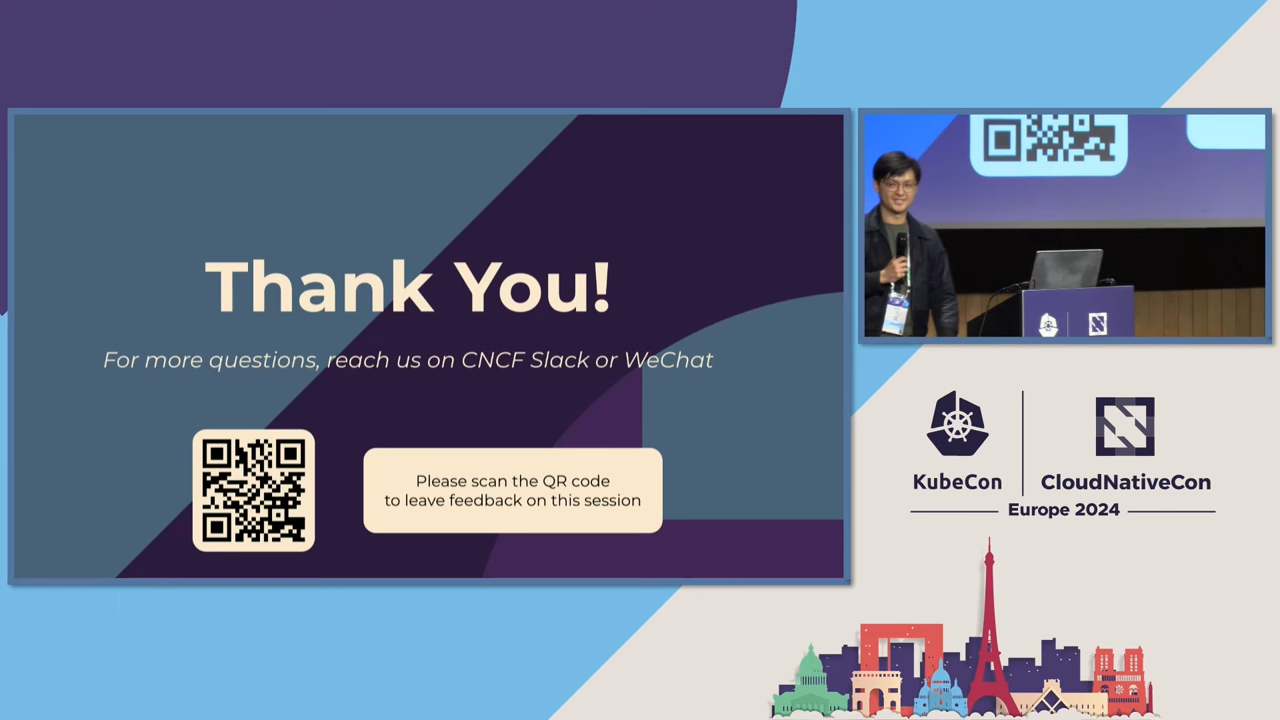 Thank You!
For more questions, reach us on CNCF Slack or WeChat
Please scan the QR code
to leave feedback on this session
KubeCon
CloudNativeCon
Europe 2024